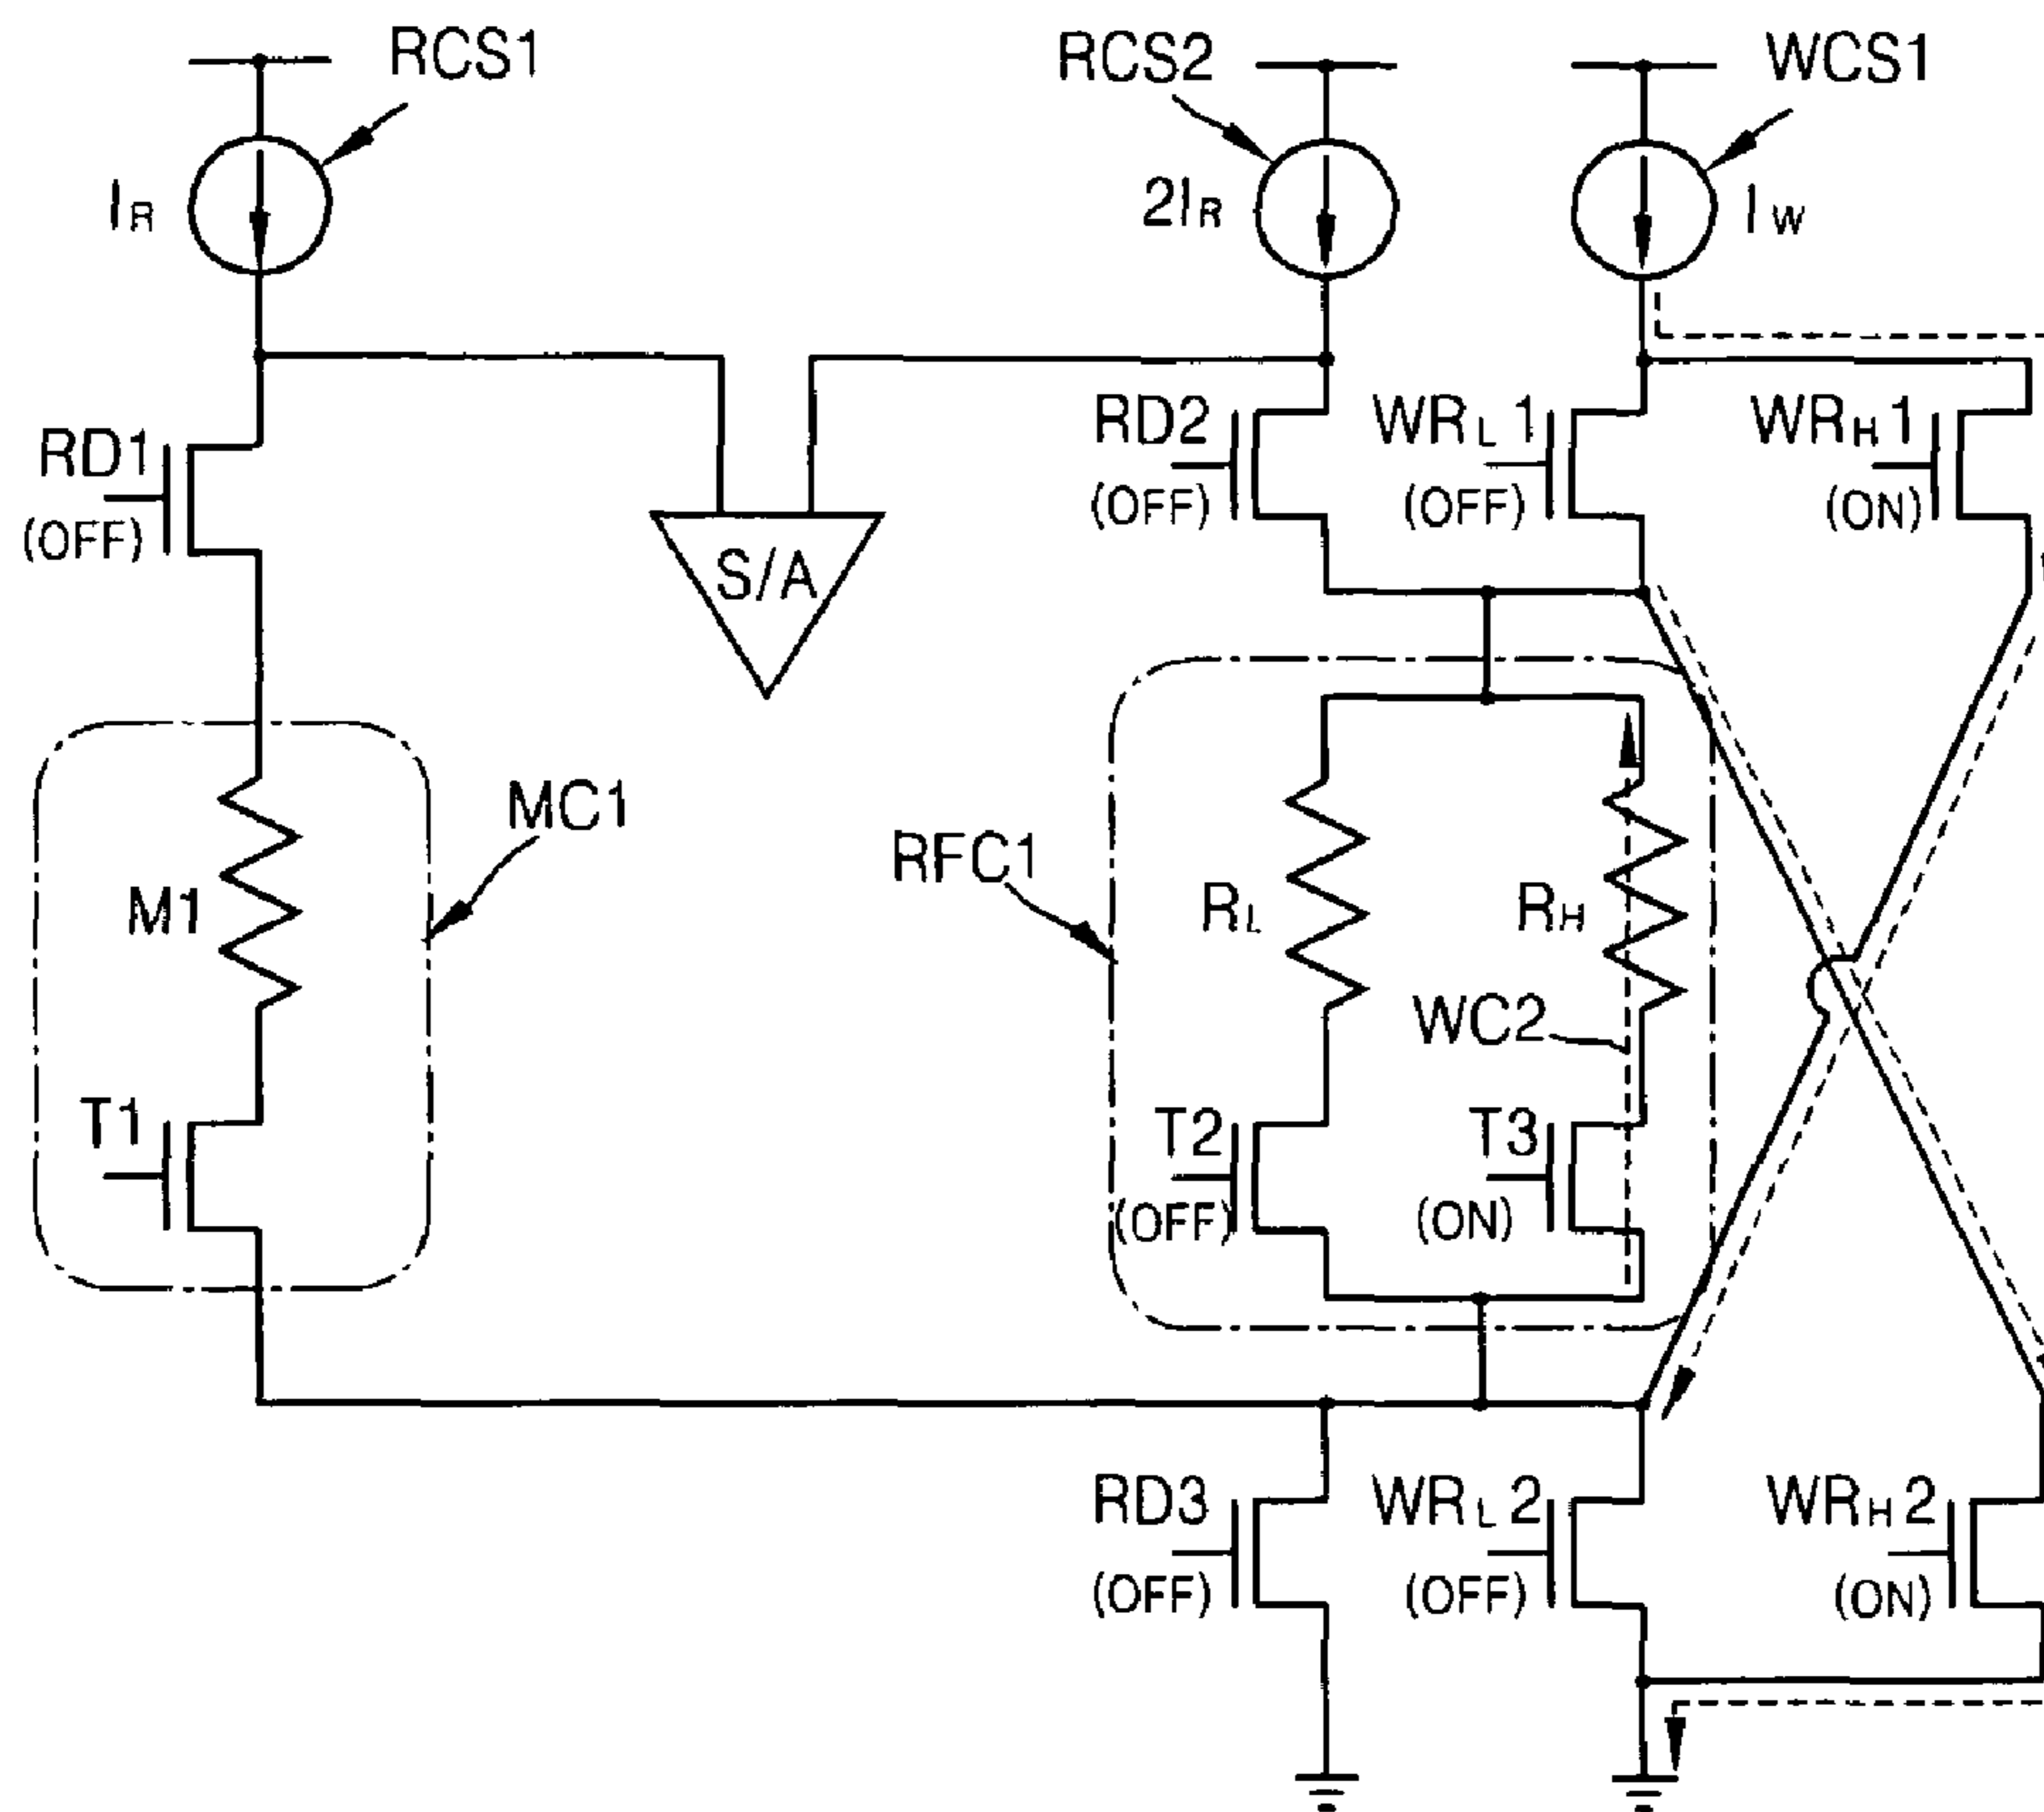 RCS1
RCS2
WCS1
IR
2IR
IW
RD1
(OFF)
S/A
RD2
(OFF)
WRL1
(OFF)
WRH1
(ON)
MC1
M1
T1
RFC1
RL
RH
WC2
T2
(OFF)
T3
(ON)
RD3
(OFF)
WRL2
(OFF)
WRH2
(ON)